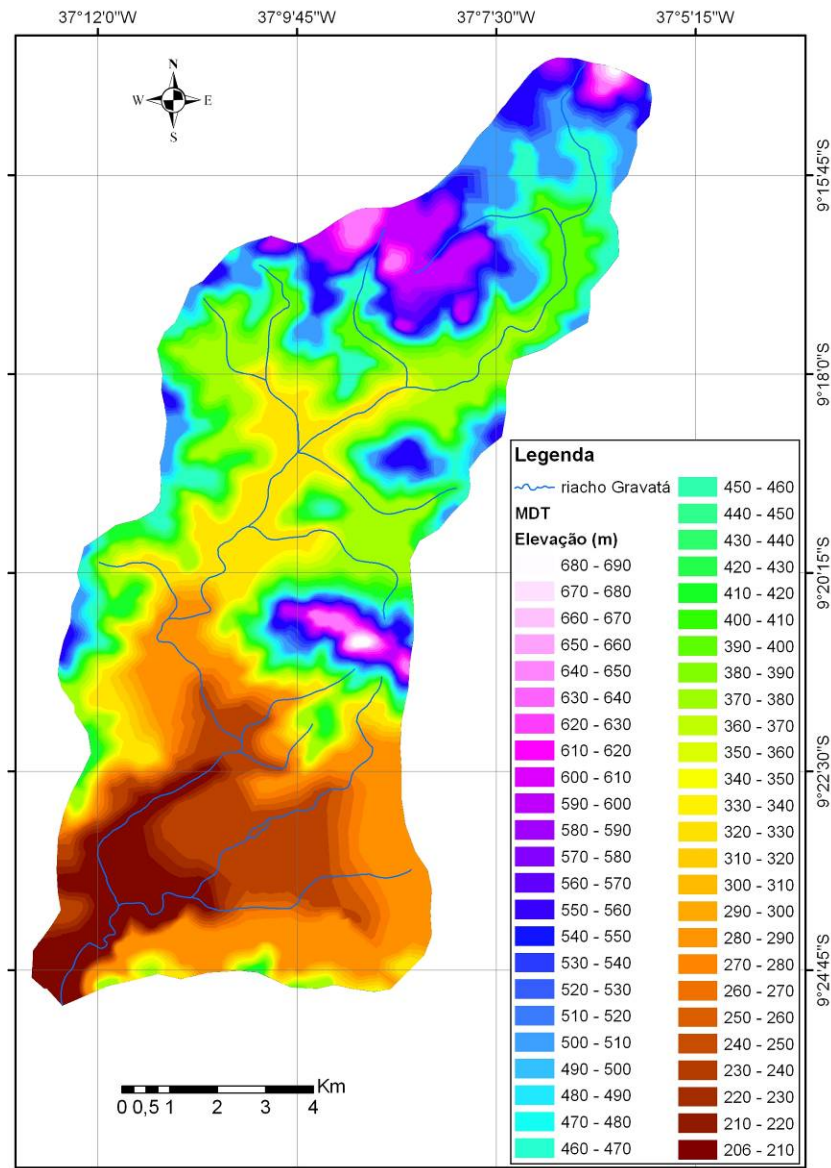 37°12'0"W 37°9'45"W 37°7'30"W 37°5'15"W
N
W E
S
9°15'45"S
9°18'0"S
9°20'15"S
9°22'30"S
9°24'45"S
Legenda
riacho Gravatá
MDT
Elevação (m)
680 - 690
670 - 680
660 - 670
650 - 660
640 - 650
630 - 640
620 - 630
610 - 620
600 - 610
590 - 600
580 - 590
570 - 580
560 - 570
550 - 560
540 - 550
530 - 540
520 - 530
510 - 520
500 - 510
490 - 500
480 - 490
470 - 480
460 - 470
450 - 460
440 - 450
430 - 440
420 - 430
410 - 420
400 - 410
390 - 400
380 - 390
370 - 380
360 - 370
350 - 360
340 - 350
330 - 340
320 - 330
310 - 320
300 - 310
290 - 300
280 - 290
270 - 280
260 - 270
250 - 260
240 - 250
230 - 240
220 - 230
210 - 220
206 - 210
Km
0 0,5 1 2 3 4